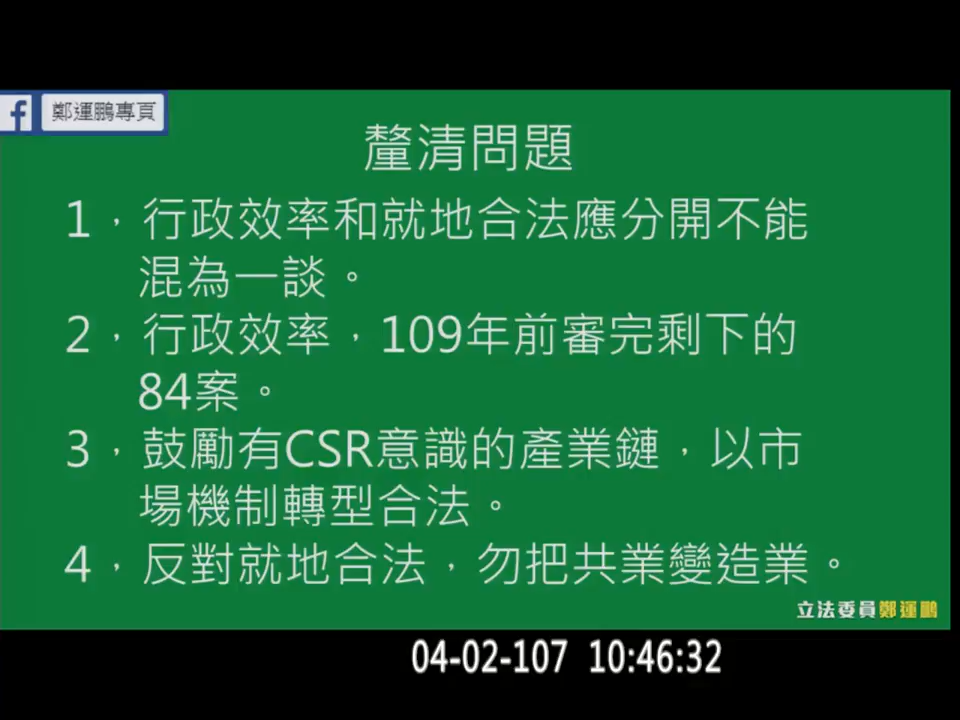 鄭運鵬專頁
釐清問題
1，行政效率和就地合法應分開不能
混為一談。
2，行政效率，109年前審完剩下的
84案。
3，鼓勵有CSR意識的產業鏈，以市
場機制轉型合法。
4，反對就地合法，勿把共業變造業。
立法委員鄭運鵬
04-02-107 10:46:32